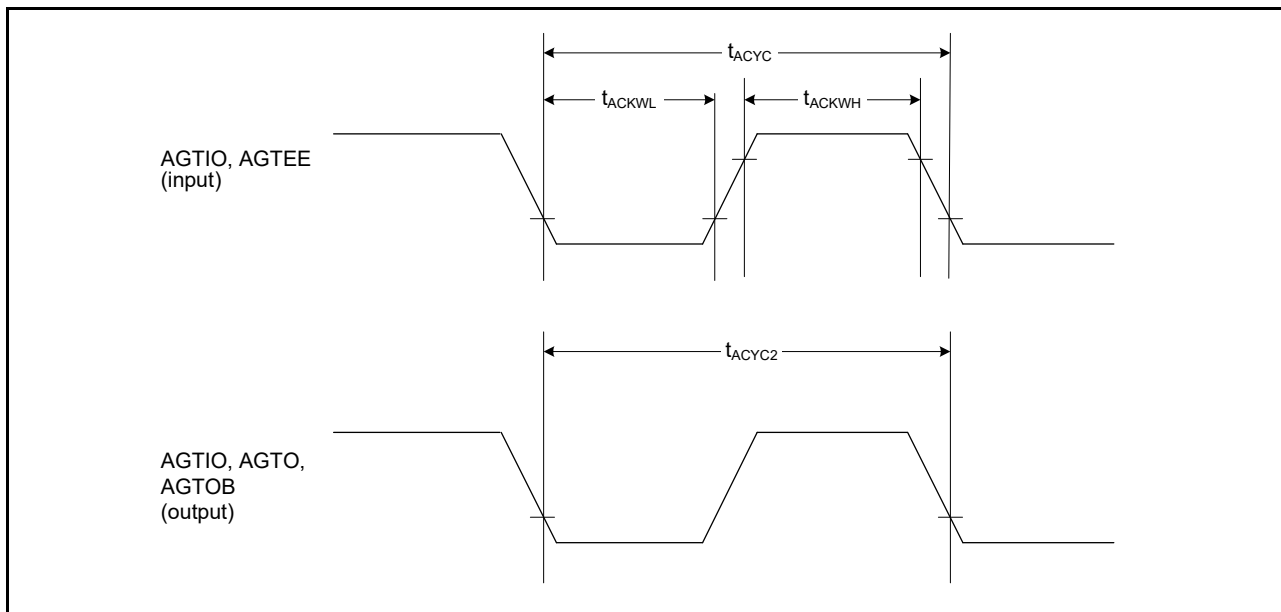 tACYC
tACKWL
tACKWH
AGTIO, AGTEE
(input)
tACYC2
AGTIO, AGTO,
AGTOB
(output)